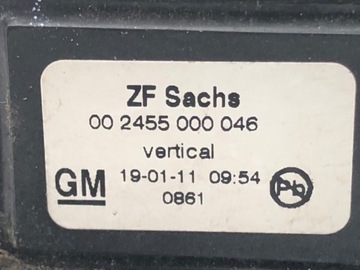 ZF Sachs
00 2455 000 046
vertical
GM 19-01-11 09:54 Pb
0861